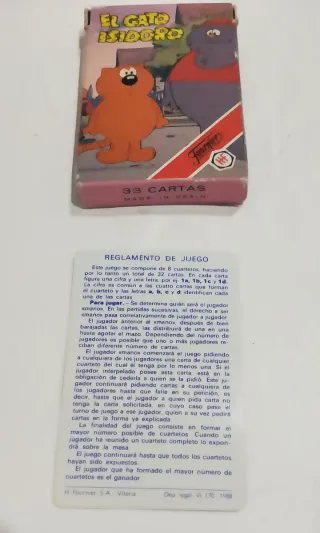 EL GATO
ISIDORO
Fournier
HF
33 CARTAS
MADE IN SPAIN
REGLAMENTO DE JUEGO
Este juego se compone de 8 cuartetos, haciendo
por lo tanto un total de 32 cartas. En cada carta
figura una cifra y una letra, por ej. 1a, 1b, 1c y 1d.
La cifra es común a las cuatro cartas que forman
el cuarteto y las letras a, b, c y d identifican cada
una de las cartas
Para jugar.- Se determina quién será el jugador
«mano». En las partidas sucesivas, el derecho a ser
«mano» pasa correlativamente de jugador a jugador.
El jugador anterior al «mano», después de bien
barajadas las cartas, las distribuirá de una en una
hasta agotar el mazo. Dependiendo del número de
jugadores es posible que uno o más jugadores re-
ciban diferente número de cartas.
El jugador «mano» comenzará el juego pidiendo
a cualquiera de los jugadores una carta de cualquier
cuarteto del cual él tenga por lo menos una. Si el
jugador interpelado posee esta carta, está en la
obligación de cederla a quien se la pidió. Este ju-
gador continuará pidiendo cartas a cualquiera de
los jugadores hasta que falla en su petición, es
decir, hasta que el jugador a quien pida carta no
tenga la carta solicitada, en cuyo caso pasa el
turno de juego a ese jugador, quien a su vez pedirá
cartas en la forma ya explicada.
La finalidad del juego consiste en formar el
mayor número posible de cuartetos. Cuando un
jugador ha reunido un cuarteto completo lo expon-
drá sobre la mesa
El juego continuará hasta que todos los cuartetos
hayan sido expuestos.
El jugador que ha formado el mayor número de
cuartetos es el ganador
H. Fournier S.A. Vitoria Dep. legal VI 170 1988